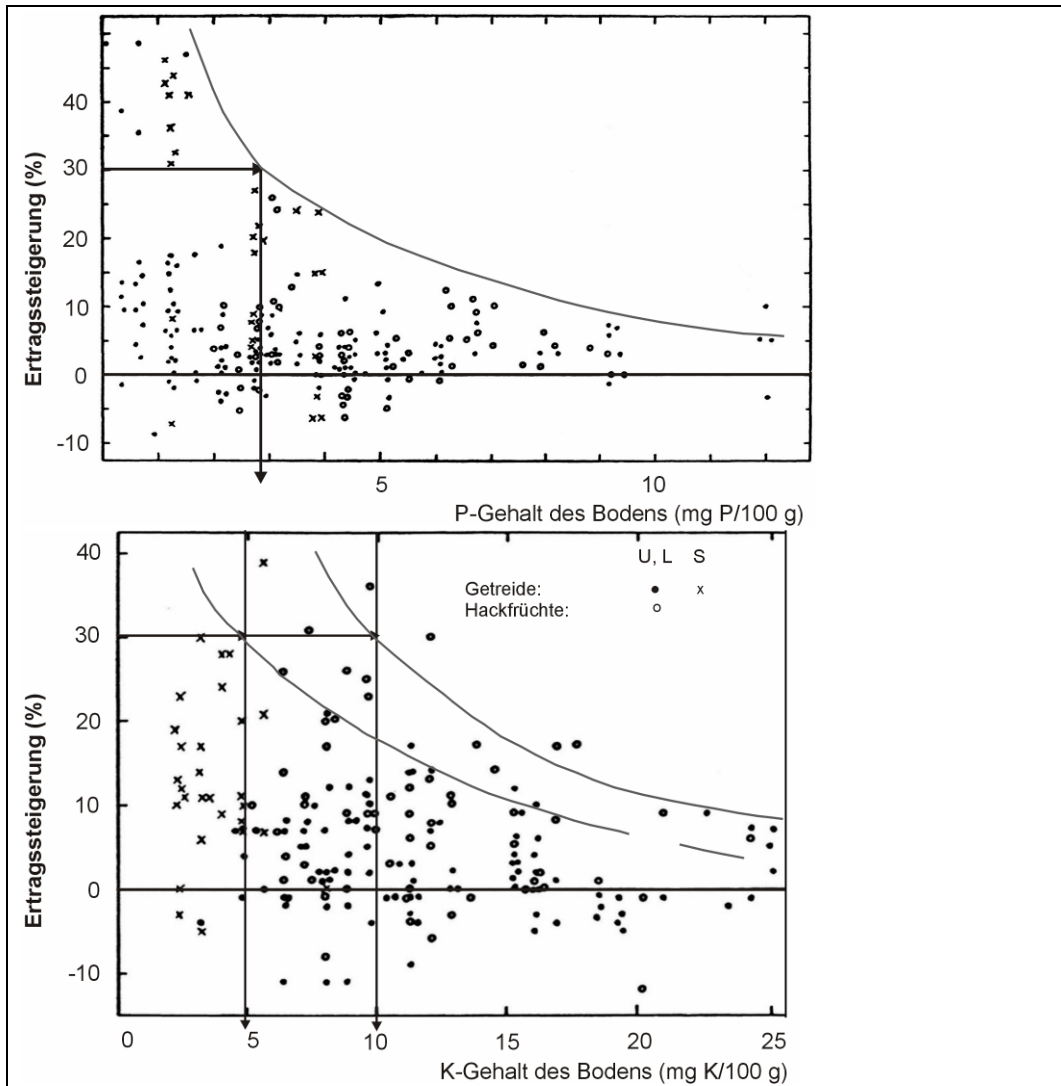 40
30
20
10
0
-10
Ertragssteigerung (%)
5
10
P-Gehalt des Bodens (mg P/100 g)
40
30
20
10
0
-10
Ertragssteigerung (%)
U, L S
Getreide:
Hackfrüchte:
0
5
10
15
20
25
K-Gehalt des Bodens (mg K/100 g)